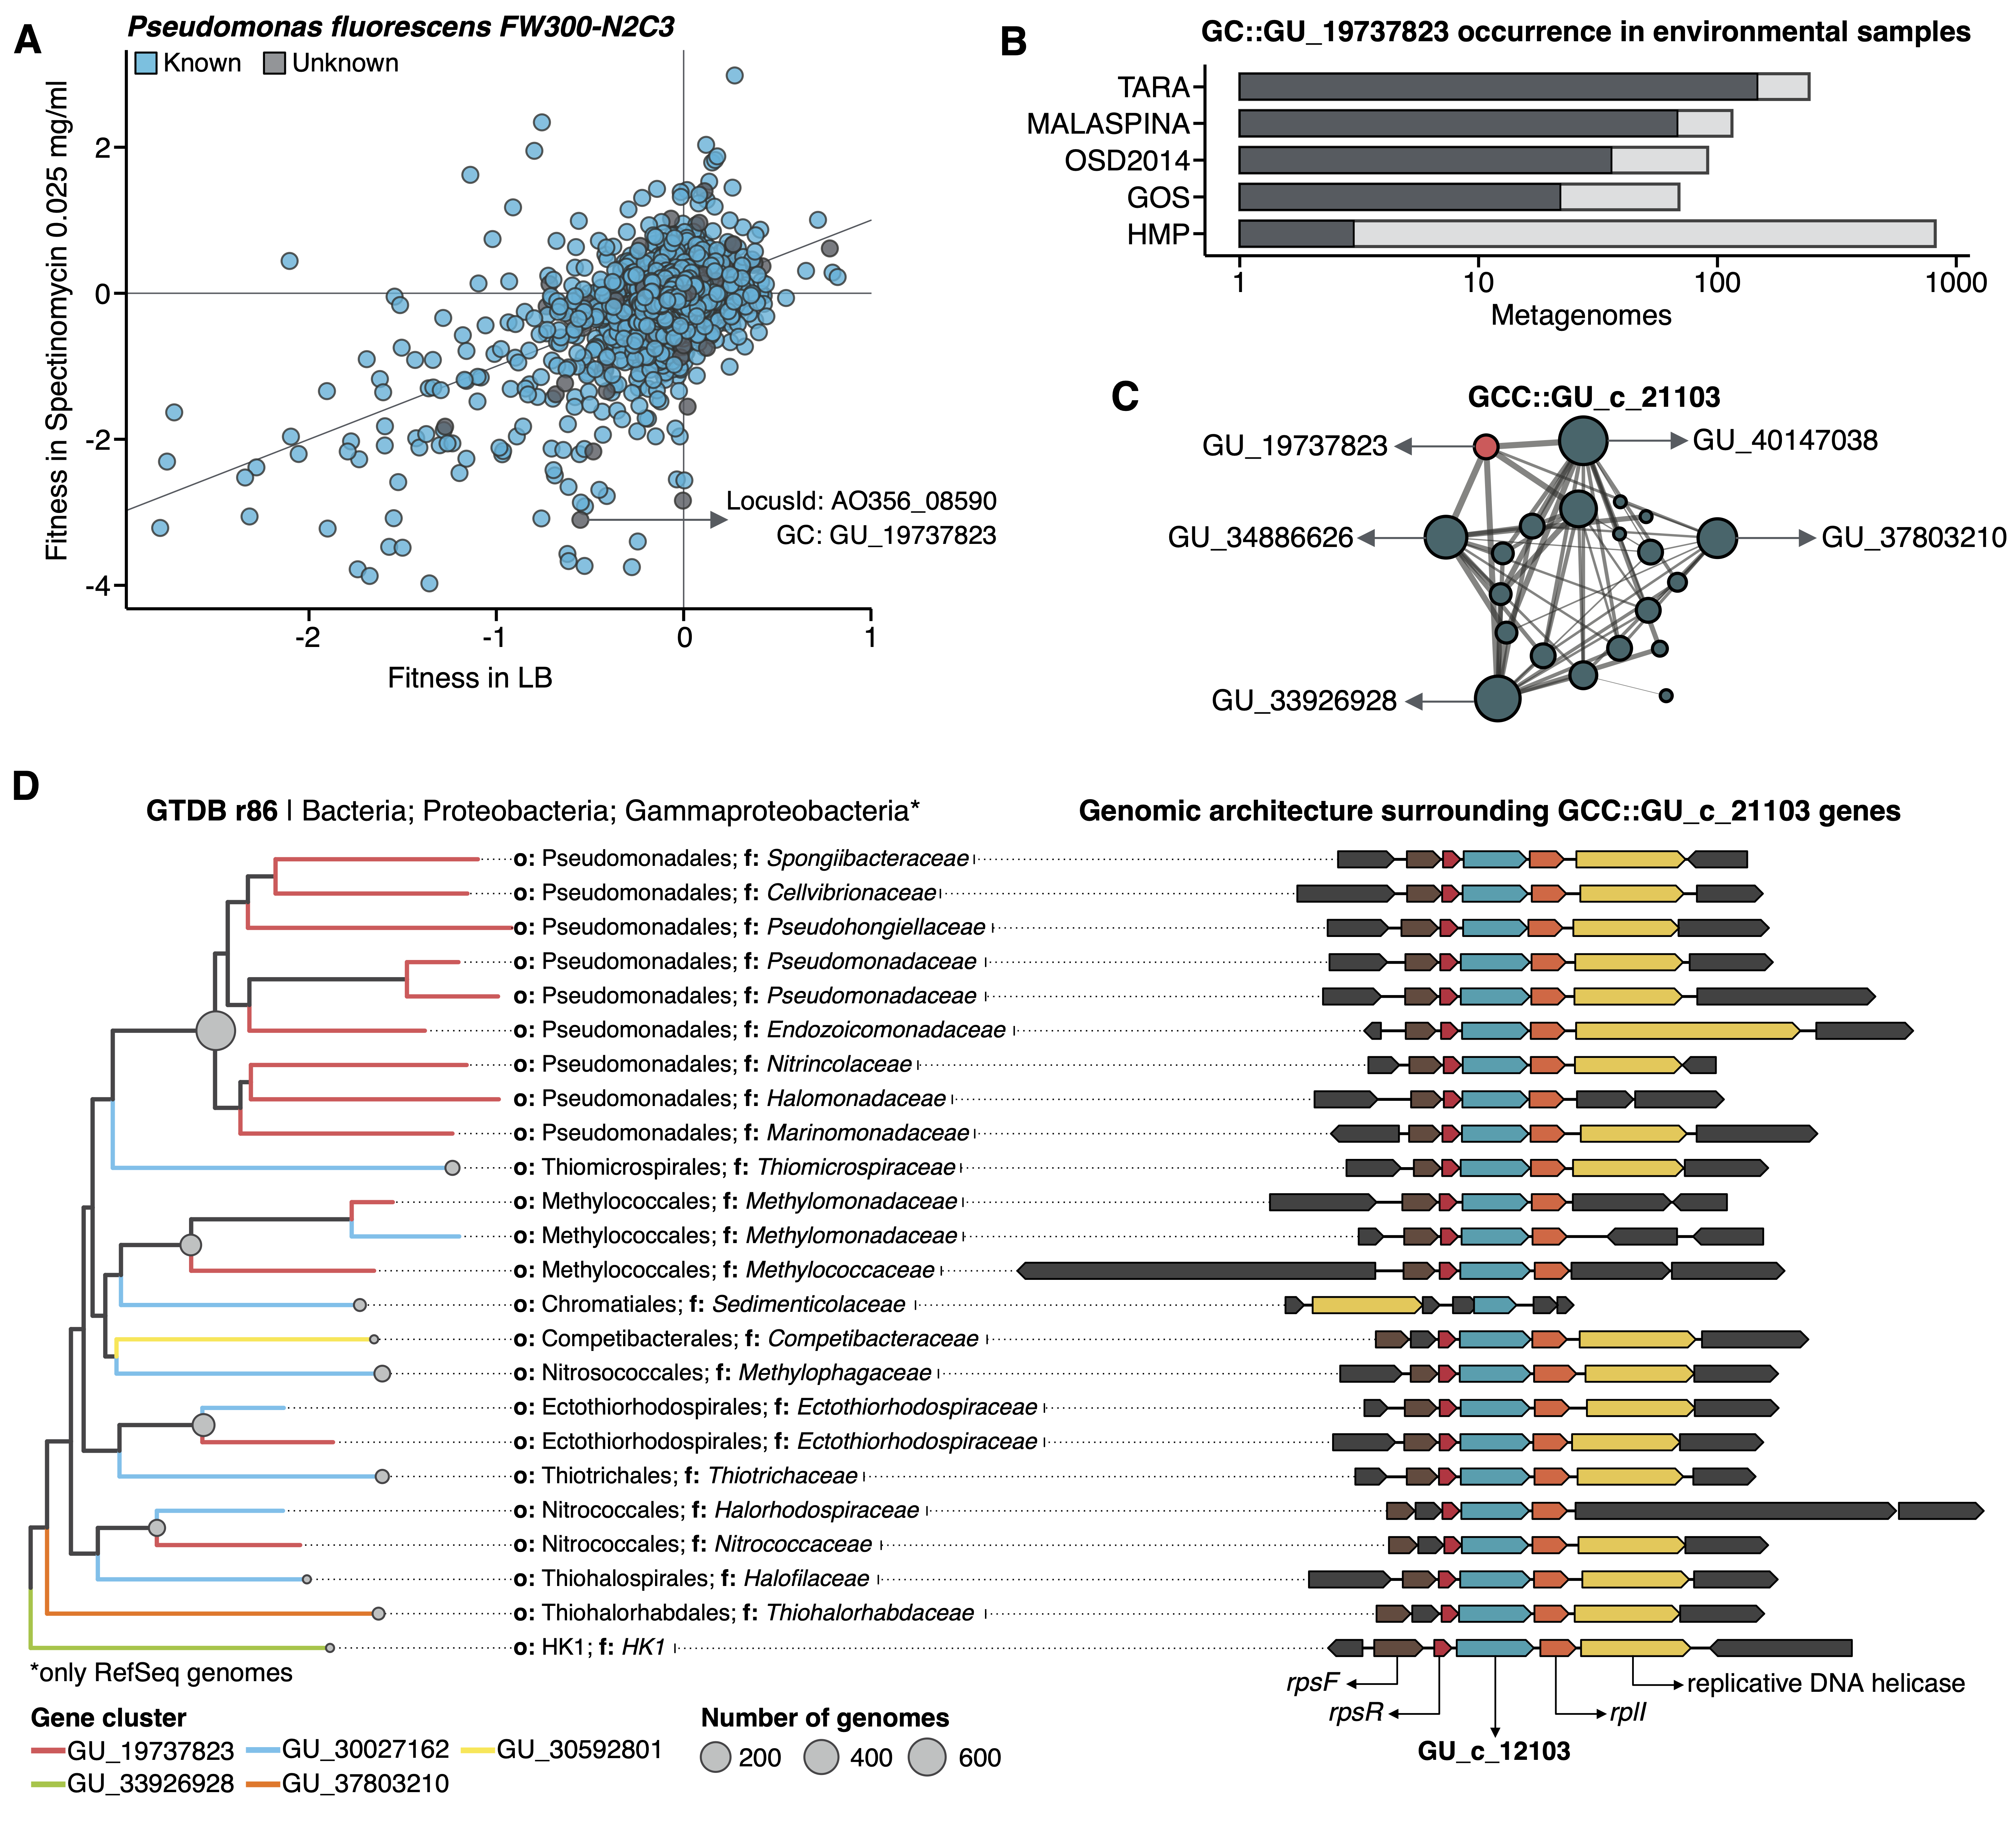 A
Pseudomonas fluorescens FW300-N2C3
Known
Unknown
Fitness in Spectinomycin 0.025 mg/ml
2
0
-2
-4
LocusId: AO356_08590
GC: GU_19737823
-2
-1
0
1
Fitness in LB
B
GC::GU_19737823 occurrence in environmental samples
TARA
MALASPINA
OSD2014
GOS
HMP
1
10
100
1000
Metagenomes
C
GCC::GU_c_21103
GU_19737823
GU_40147038
GU_34886626
GU_37803210
GU_33926928
D
GTDB r86 | Bacteria; Proteobacteria; Gammaproteobacteria*
Genomic architecture surrounding GCC::GU_c_21103 genes
o: Pseudomonadales; f: Spongiibacteraceae
o: Pseudomonadales; f: Cellvibrionaceae
o: Pseudomonadales; f: Pseudohongiellaceae
o: Pseudomonadales; f: Pseudomonadaceae
o: Pseudomonadales; f: Pseudomonadaceae
o: Pseudomonadales; f: Endozoicomonadaceae
o: Pseudomonadales; f: Nitrincolaceae
o: Pseudomonadales; f: Halomonadaceae
o: Pseudomonadales; f: Marinomonadaceae
o: Thiomicrospirales; f: Thiomicrospiraceae
o: Methylococcales; f: Methylomonadaceae
o: Methylococcales; f: Methylomonadaceae
o: Methylococcales; f: Methylococcaceae
o: Chromatiales; f: Sedimenticolaceae
o: Competibacterales; f: Competibacteraceae
o: Nitrosococcales; f: Methylophagaceae
o: Ectothiorhodospirales; f: Ectothiorhodospiraceae
o: Ectothiorhodospirales; f: Ectothiorhodospiraceae
o: Thiotrichales; f: Thiotrichaceae
o: Nitrococcales; f: Halorhodospiraceae
o: Nitrococcales; f: Nitrococcaceae
o: Thiohalospirales; f: Halofilaceae
o: Thiohalorhabdales; f: Thiohalorhabdaceae
o: HK1; f: HK1
*only RefSeq genomes
rpsF
rpsR
GU_c_12103
rplI
replicative DNA helicase
Gene cluster
GU_19737823
GU_30027162
GU_30592801
GU_33926928
GU_37803210
Number of genomes
200
400
600